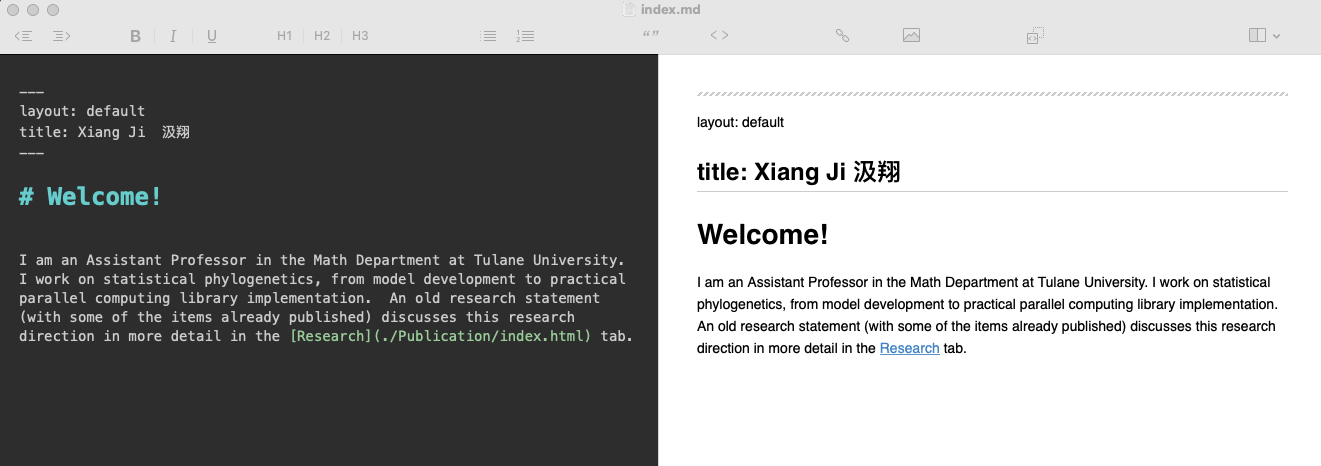 index.md
B I U H1 H2 H3 “” <>
---
layout: default
title: Xiang Ji  汲翔
---
# Welcome!
I am an Assistant Professor in the Math Department at Tulane University.
I work on statistical phylogenetics, from model development to practical
parallel computing library implementation.  An old research statement
(with some of the items already published) discusses this research
direction in more detail in the [Research](./Publication/index.html) tab.
layout: default
title: Xiang Ji 汲翔
Welcome!
I am an Assistant Professor in the Math Department at Tulane University. I work on statistical
phylogenetics, from model development to practical parallel computing library implementation.
An old research statement (with some of the items already published) discusses this research
direction in more detail in the Research tab.